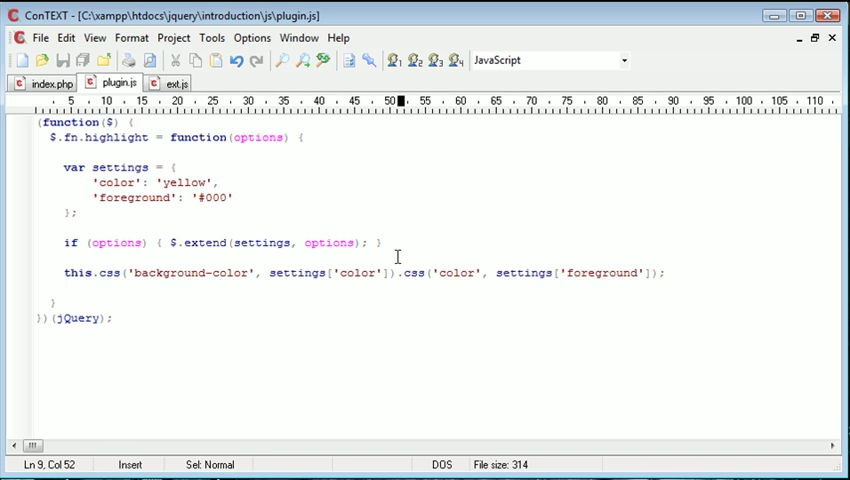 ConTEXT - [C:\xampp\htdocs\jquery\introduction\js\plugin.js]
File Edit View Format Project Tools Options Window Help
JavaScript
index.php plugin.js ext.js
5 10 15 20 25 30 35 40 45 50 55 60 65 70 75 80 85 90 95 100 105 110
(function($) {
$.fn.highlight = function(options) {
var settings = {
'color': 'yellow',
'foreground': '#000'
};
if (options) { $.extend(settings, options); }
this.css('background-color', settings['color']).css('color', settings['foreground']);
}
})(jQuery);
Ln 9, Col 52 Insert Sel: Normal DOS File size: 314